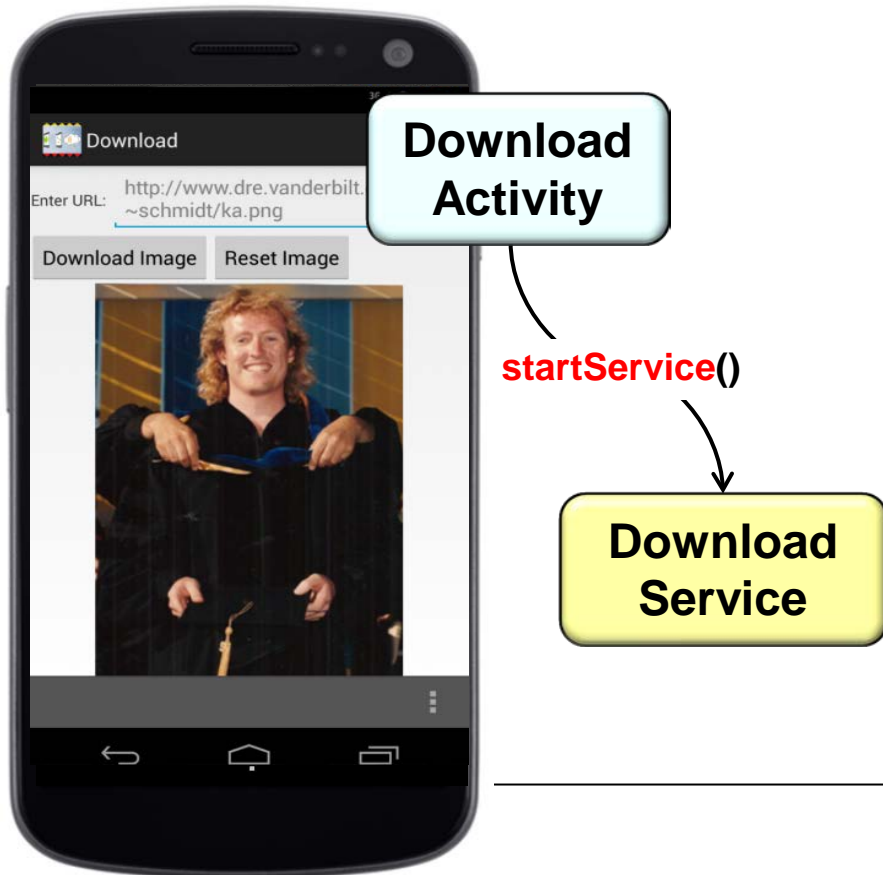 Download
Enter URL:
http://www.dre.vanderbilt.
~schmidt/ka.png
Download Image
Reset Image
Download
Activity
startService()
Download
Service